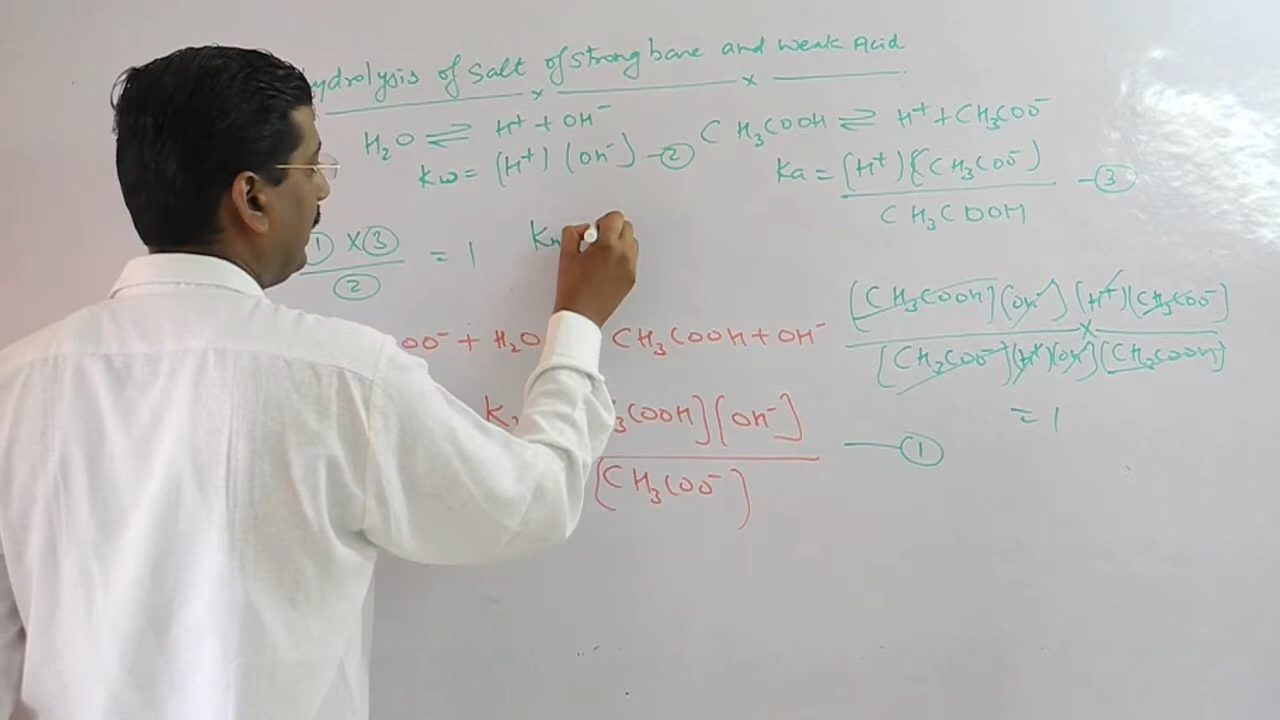 ydrolysis of Salt of strong base and weak Acid
H₂O ⇌ H⁺ + OH⁻
Kw = (H⁺) (OH⁻] - ②
CH₃COOH ⇌ H⁺ + CH₃COO⁻
Ka = (H⁺) (CH₃COO⁻) / CH₃COOH - ③
① × ③ / ② = 1
OO⁻ + H₂O CH₃COOH + OH⁻
[CH₃COOH] [OH⁻] (H⁺) (CH₃COO⁻] × [CH₃COO⁻] (H⁺) (OH⁻] [CH₃COOH]
= 1
K ₃COOH] [OH⁻] / [CH₃COO⁻) — ①